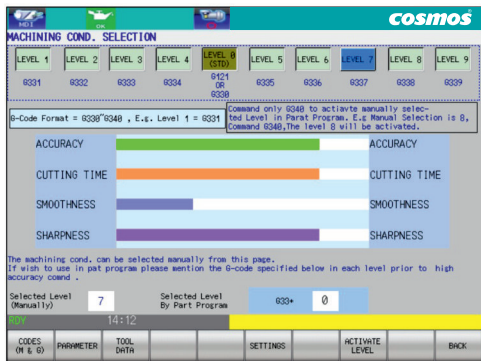 MDI
OK
cosmos
MACHINING COND. SELECTION
LEVEL 1
LEVEL 2
LEVEL 3
LEVEL 4
LEVEL 0
(STD)
LEVEL 5
LEVEL 6
LEVEL 7
LEVEL 8
LEVEL 9
G331
G332
G333
G334
G121
OR
G330
G335
G336
G337
G338
G339
G-Code Format = G330~G340 , E.g. Level 1 = G331
Command only G340 to actiavte manually selec-
ted Level in Parat Program. E.g Manual Selection is 8,
Command G340,The level 8 will be activated.
ACCURACY
ACCURACY
CUTTING TIME
CUTTING TIME
SMOOTHNESS
SMOOTHNESS
SHARPNESS
SHARPNESS
The machining cond. can be selected manually from this page.
If wish to use in pat program please mention the G-code specified below in each level prior to high
accuracy comnd .
Selected Level
(Manually)
7
Selected Level
By Part Program
G33*
0
RDY
14:12
CODES
(M & G)
PARAMETER
TOOL
DATA
SETTINGS
ACTIVATE
LEVEL
BACK